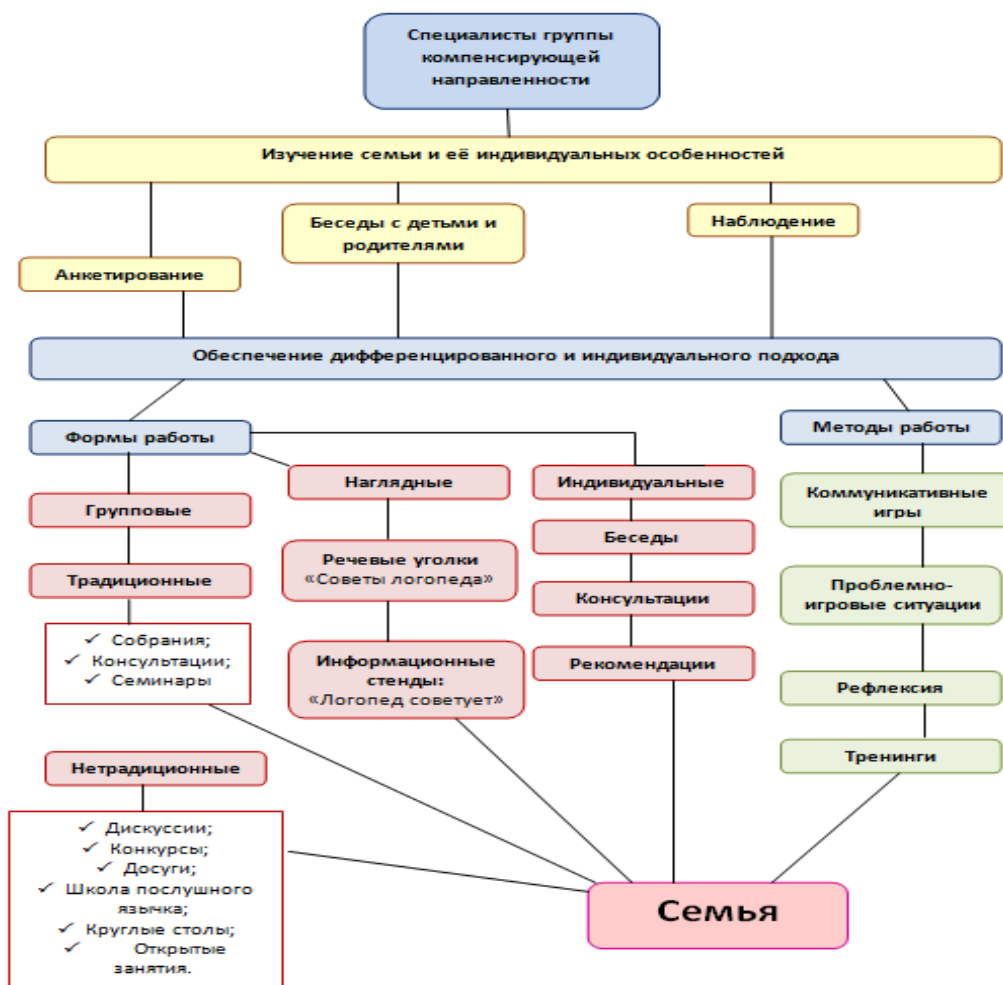 Специалисты группы
компенсирующей
направленности
Изучение семьи и её индивидуальных особенностей
Анкетирование
Беседы с детьми и
родителями
Наблюдение
Обеспечение дифференцированного и индивидуального подхода
Формы работы
Групповые
Традиционные
✓ Собрания;
✓ Консультации;
✓ Семинары
Нетрадиционные
✓ Дискуссии;
✓ Конкурсы;
✓ Досуги;
✓ Школа послушного
язычка;
✓ Круглые столы;
✓ Открытые
занятия.
Наглядные
Речевые уголки
«Советы логопеда»
Информационные
стенды:
«Логопед советует»
Индивидуальные
Беседы
Консультации
Рекомендации
Методы работы
Коммуникативные
игры
Проблемно-
игровые ситуации
Рефлексия
Тренинги
Семья